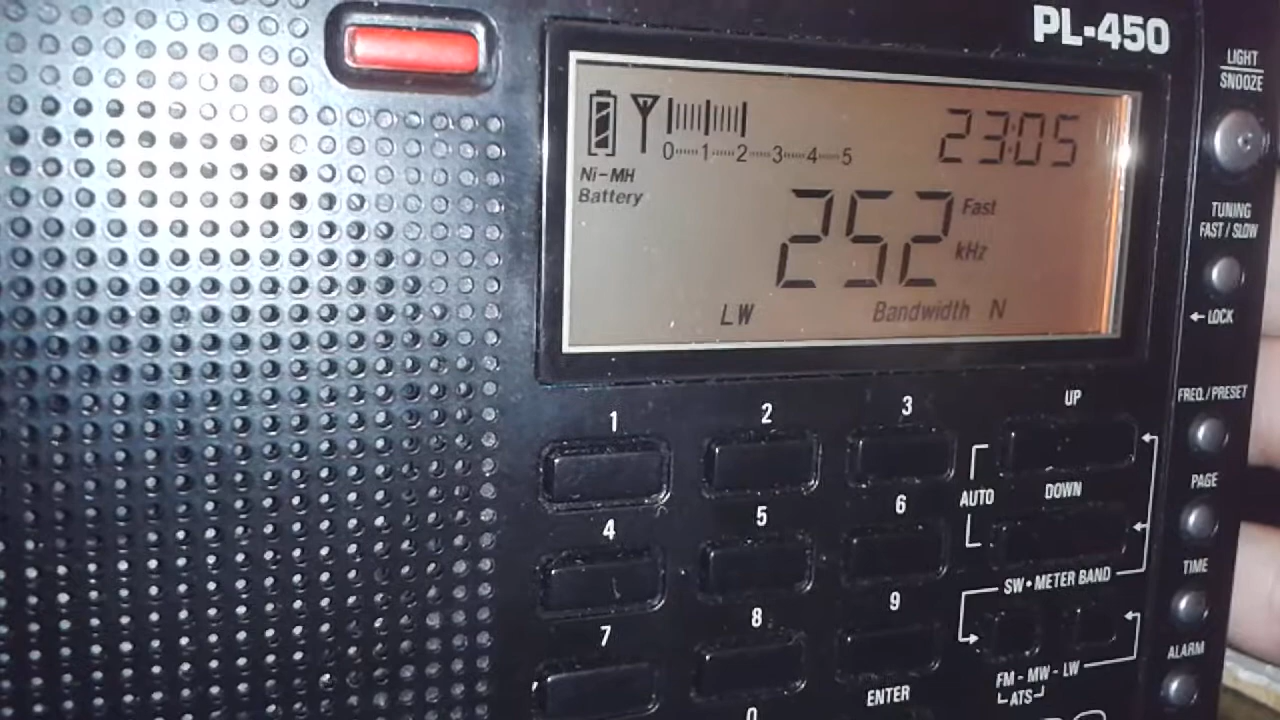 PL-450
LIGHT
SNOOZE
23:05
0·····1·····2·····3·····4·····5
Ni-MH
Battery
252
Fast
kHz
LW
Bandwidth N
TUNING
FAST / SLOW
←LOCK
FREQ. / PRESET
PAGE
TIME
ALARM
1 2 3
UP
4 5 6
AUTO
DOWN
SW•METER BAND
7 8 9
FM - MW - LW
ATS
ENTER
0